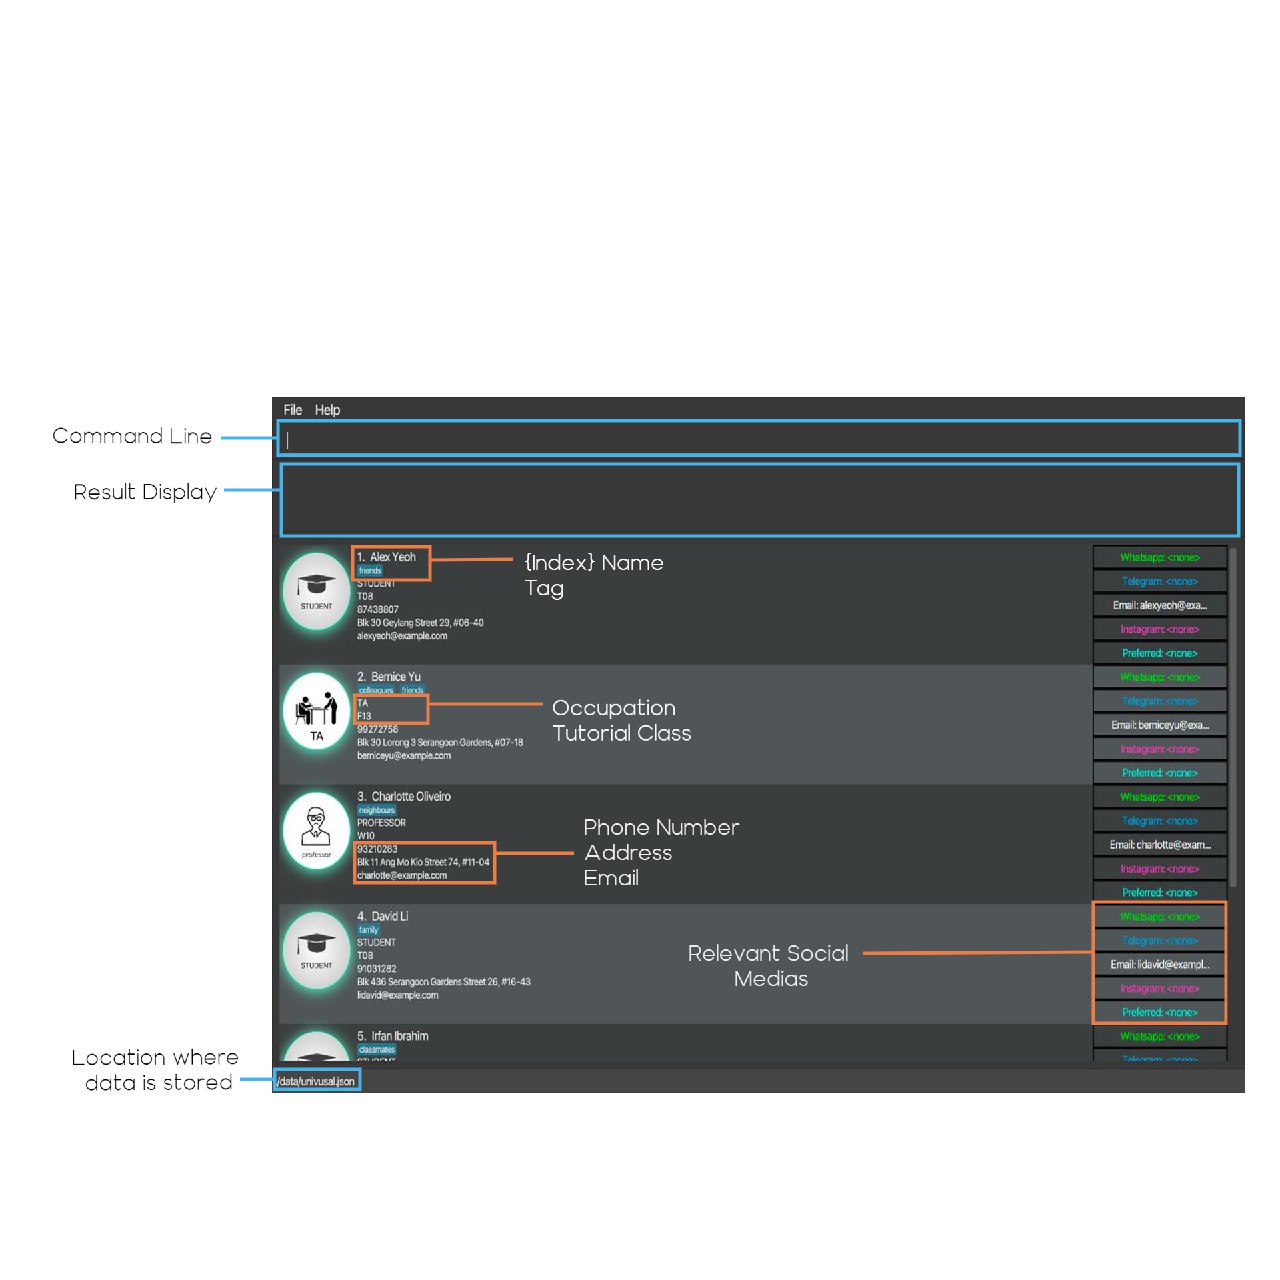 File Help
Command Line
Result Display
1. Alex Yeoh
friends
STUDENT
T08
87438807
Blk 30 Geylang Street 29, #06-40
alexyeoh@example.com
STUDENT
{Index} Name
Tag
Whatsapp: <none>
Telegram: <none>
Email: alexyeoh@exa...
Instagram: <none>
Preferred: <none>
2. Bernice Yu
colleagues friends
TA
F13
99272758
Blk 30 Lorong 3 Serangoon Gardens, #07-18
berniceyu@example.com
TA
Occupation
Tutorial Class
Whatsapp: <none>
Telegram: <none>
Email: berniceyu@exa...
Instagram: <none>
Preferred: <none>
3. Charlotte Oliveiro
neighbours
PROFESSOR
W10
93210283
Blk 11 Ang Mo Kio Street 74, #11-04
charlotte@example.com
professor
Phone Number
Address
Email
Whatsapp: <none>
Telegram: <none>
Email: charlotte@exam...
Instagram: <none>
Preferred: <none>
4. David Li
family
STUDENT
T08
91031282
Blk 436 Serangoon Gardens Street 26, #16-43
lidavid@example.com
STUDENT
Relevant Social
Medias
Whatsapp: <none>
Telegram: <none>
Email: lidavid@exampl...
Instagram: <none>
Preferred: <none>
5. Irfan Ibrahim
classmates
STUDENT
Whatsapp: <none>
Telegram: <none>
Location where
data is stored
/data/univusal.json